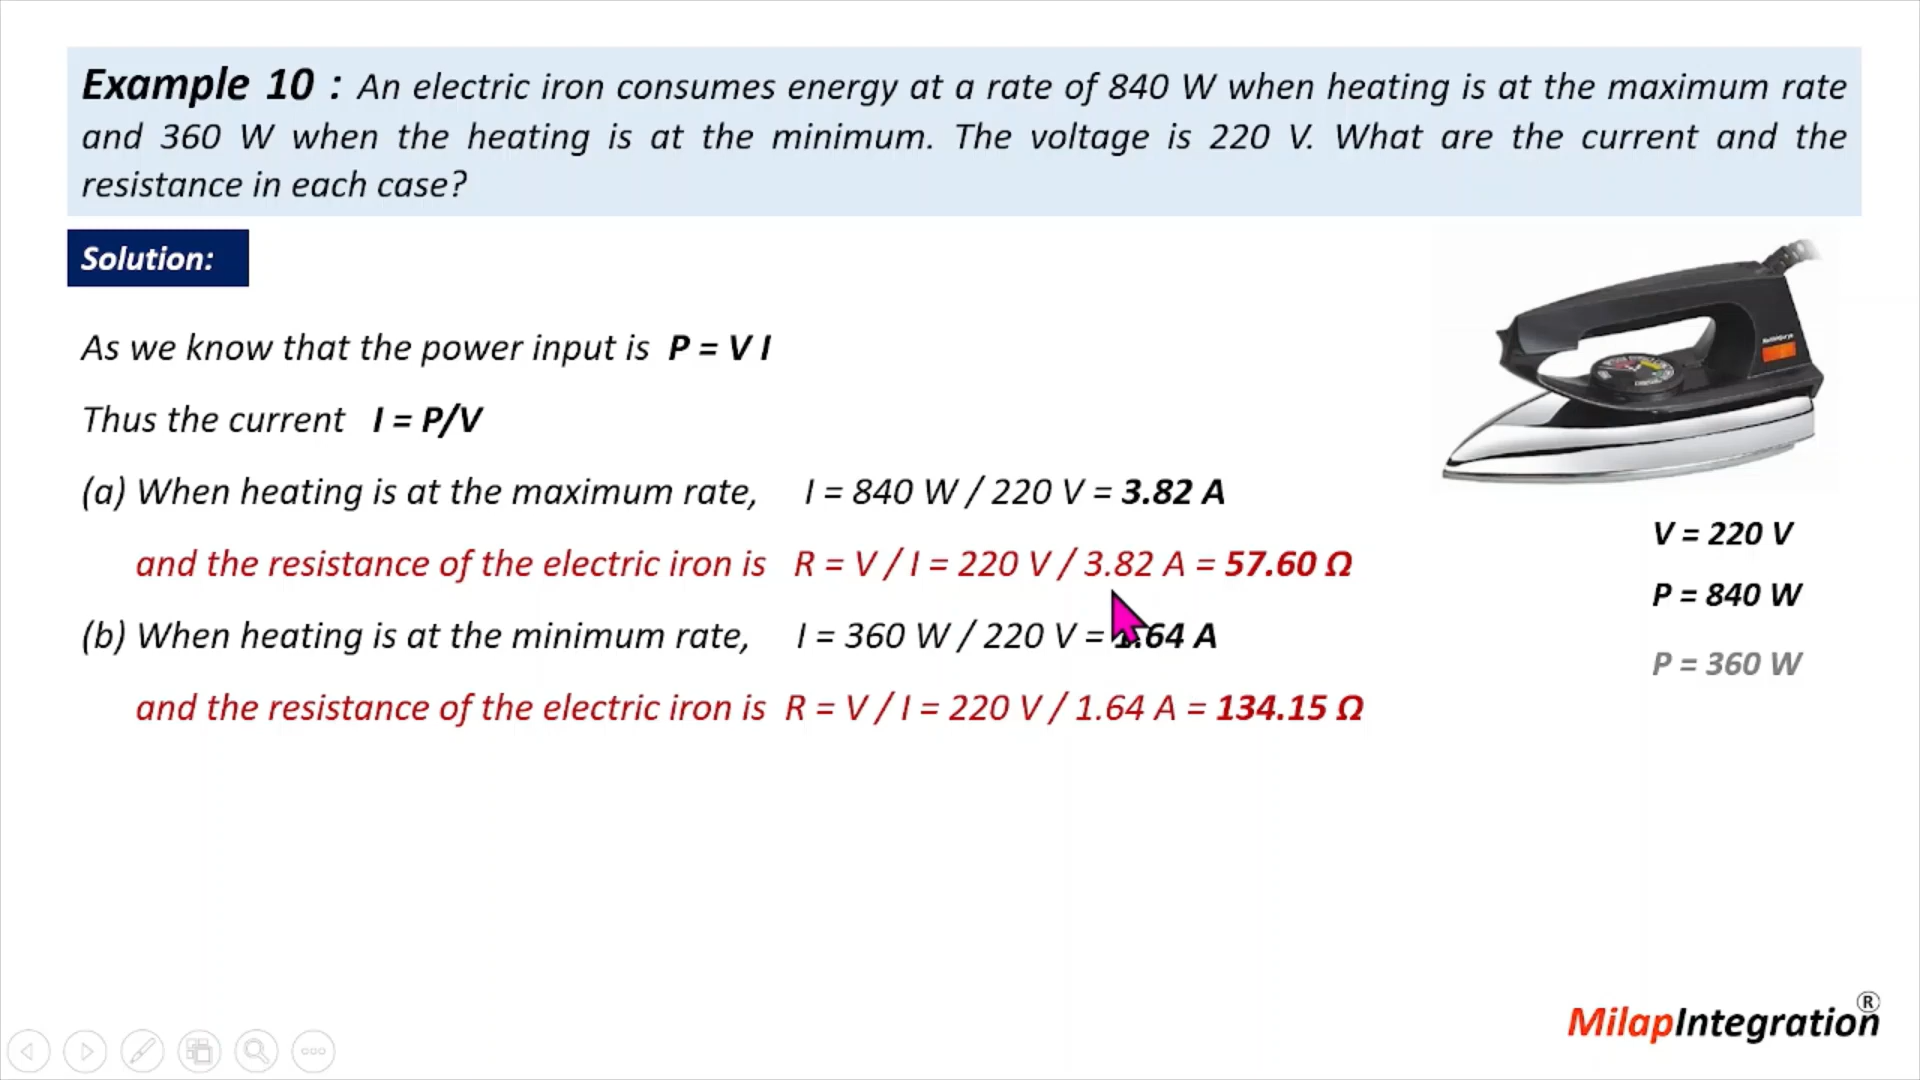 Example 10 : An electric iron consumes energy at a rate of 840 W when heating is at the maximum rate
and 360 W when the heating is at the minimum. The voltage is 220 V. What are the current and the
resistance in each case?
Solution:
As we know that the power input is P = V I
Thus the current I = P/V
(a) When heating is at the maximum rate, I = 840 W / 220 V = 3.82 A
and the resistance of the electric iron is R = V / I = 220 V / 3.82 A = 57.60 Ω
(b) When heating is at the minimum rate, I = 360 W / 220 V = 1.64 A
and the resistance of the electric iron is R = V / I = 220 V / 1.64 A = 134.15 Ω
V = 220 V
P = 840 W
P = 360 W
MilapIntegration®